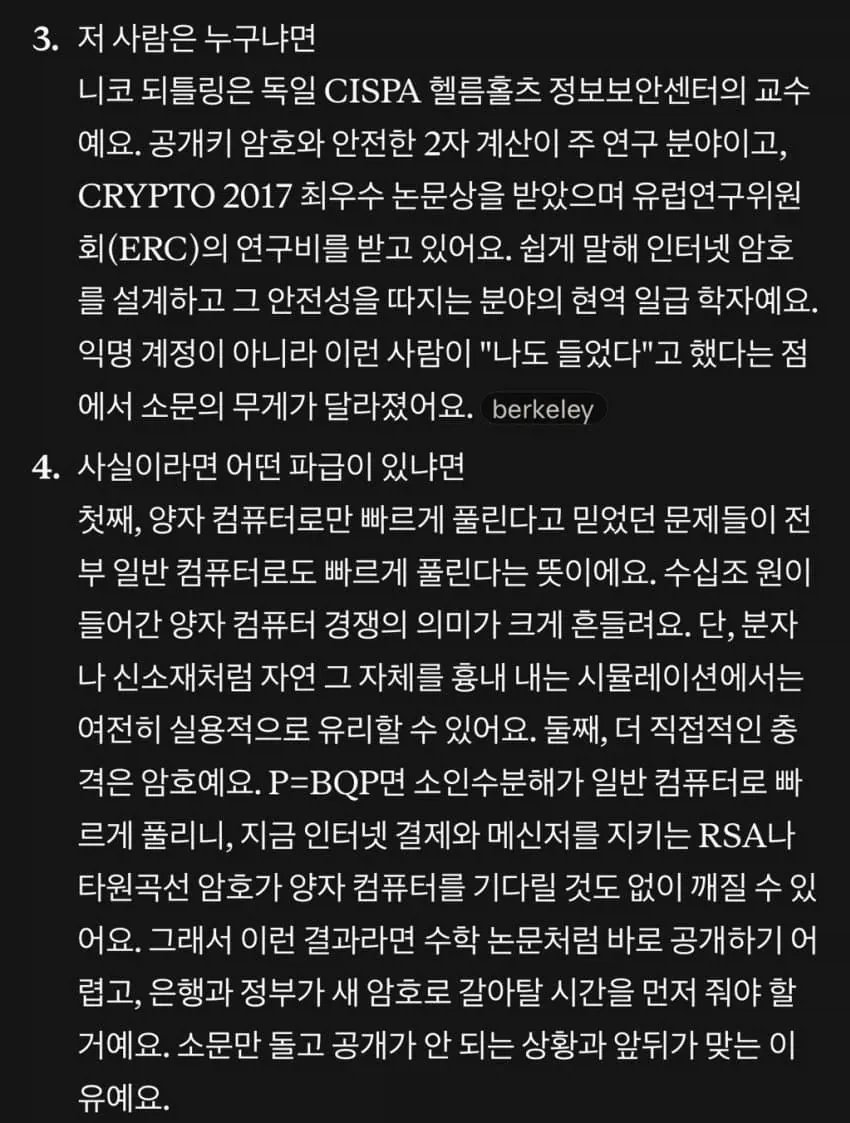 3. 저 사람은 누구냐면
니코 되틀링은 독일 CISPA 헬름홀츠 정보보안센터의 교수
예요. 공개키 암호와 안전한 2자 계산이 주 연구 분야이고,
CRYPTO 2017 최우수 논문상을 받았으며 유럽연구위원
회(ERC)의 연구비를 받고 있어요. 쉽게 말해 인터넷 암호
를 설계하고 그 안전성을 따지는 분야의 현역 일급 학자예요.
익명 계정이 아니라 이런 사람이 "나도 들었다"고 했다는 점
에서 소문의 무게가 달라졌어요. berkeley
4. 사실이라면 어떤 파급이 있냐면
첫째, 양자 컴퓨터로만 빠르게 풀린다고 믿었던 문제들이 전
부 일반 컴퓨터로도 빠르게 풀린다는 뜻이에요. 수십조 원이
들어간 양자 컴퓨터 경쟁의 의미가 크게 흔들려요. 단, 분자
나 신소재처럼 자연 그 자체를 흉내 내는 시뮬레이션에서는
여전히 실용적으로 유리할 수 있어요. 둘째, 더 직접적인 충
격은 암호예요. P=BQP면 소인수분해가 일반 컴퓨터로 빠
르게 풀리니, 지금 인터넷 결제와 메신저를 지키는 RSA나
타원곡선 암호가 양자 컴퓨터를 기다릴 것도 없이 깨질 수 있
어요. 그래서 이런 결과라면 수학 논문처럼 바로 공개하기 어
렵고, 은행과 정부가 새 암호로 갈아탈 시간을 먼저 줘야 할
거예요. 소문만 돌고 공개가 안 되는 상황과 앞뒤가 맞는 이
유예요.